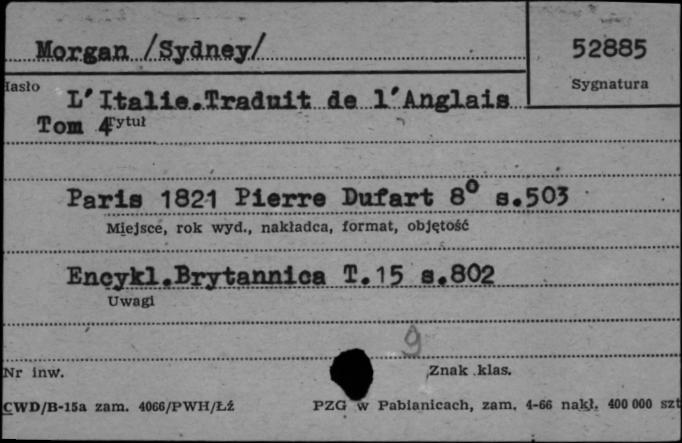 Morgan /Sydney/
52885
Hasło
Sygnatura
L'Italie.Traduit de l'Anglais
Tom 4
Tytuł
Paris 1821 Pierre Dufart 8° s.503
Miejsce, rok wyd., nakładca, format, objętość
Encykl.Brytannica T.15 s.802
Uwagi
9
Nr inw.
Znak klas.
CWD/B-15a zam. 4066/PWH/Łź
PZG w Pabianicach, zam. 4-66 nakł. 400 000 szt